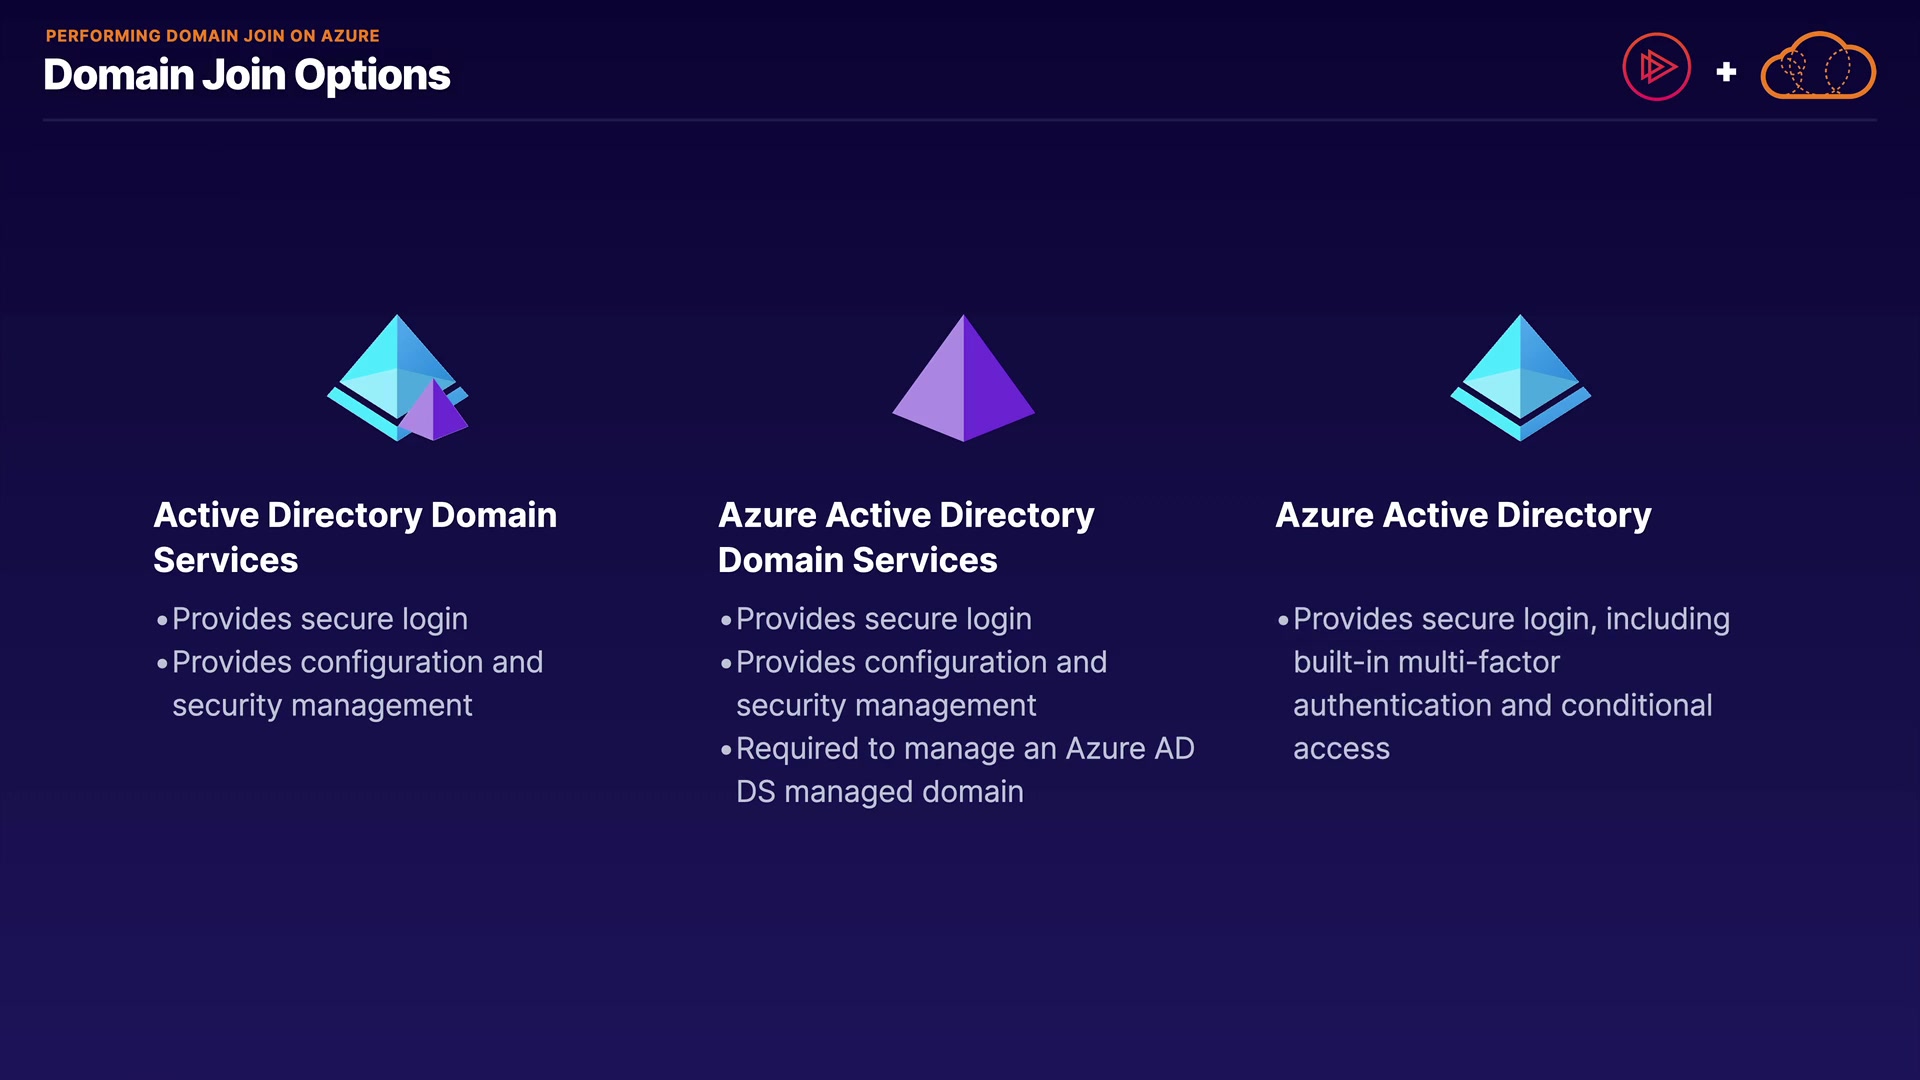 PERFORMING DOMAIN JOIN ON AZURE
Domain Join Options
Active Directory Domain
Services
•Provides secure login
•Provides configuration and
security management
Azure Active Directory
Domain Services
•Provides secure login
•Provides configuration and
security management
•Required to manage an Azure AD
DS managed domain
Azure Active Directory
•Provides secure login, including
built-in multi-factor
authentication and conditional
access